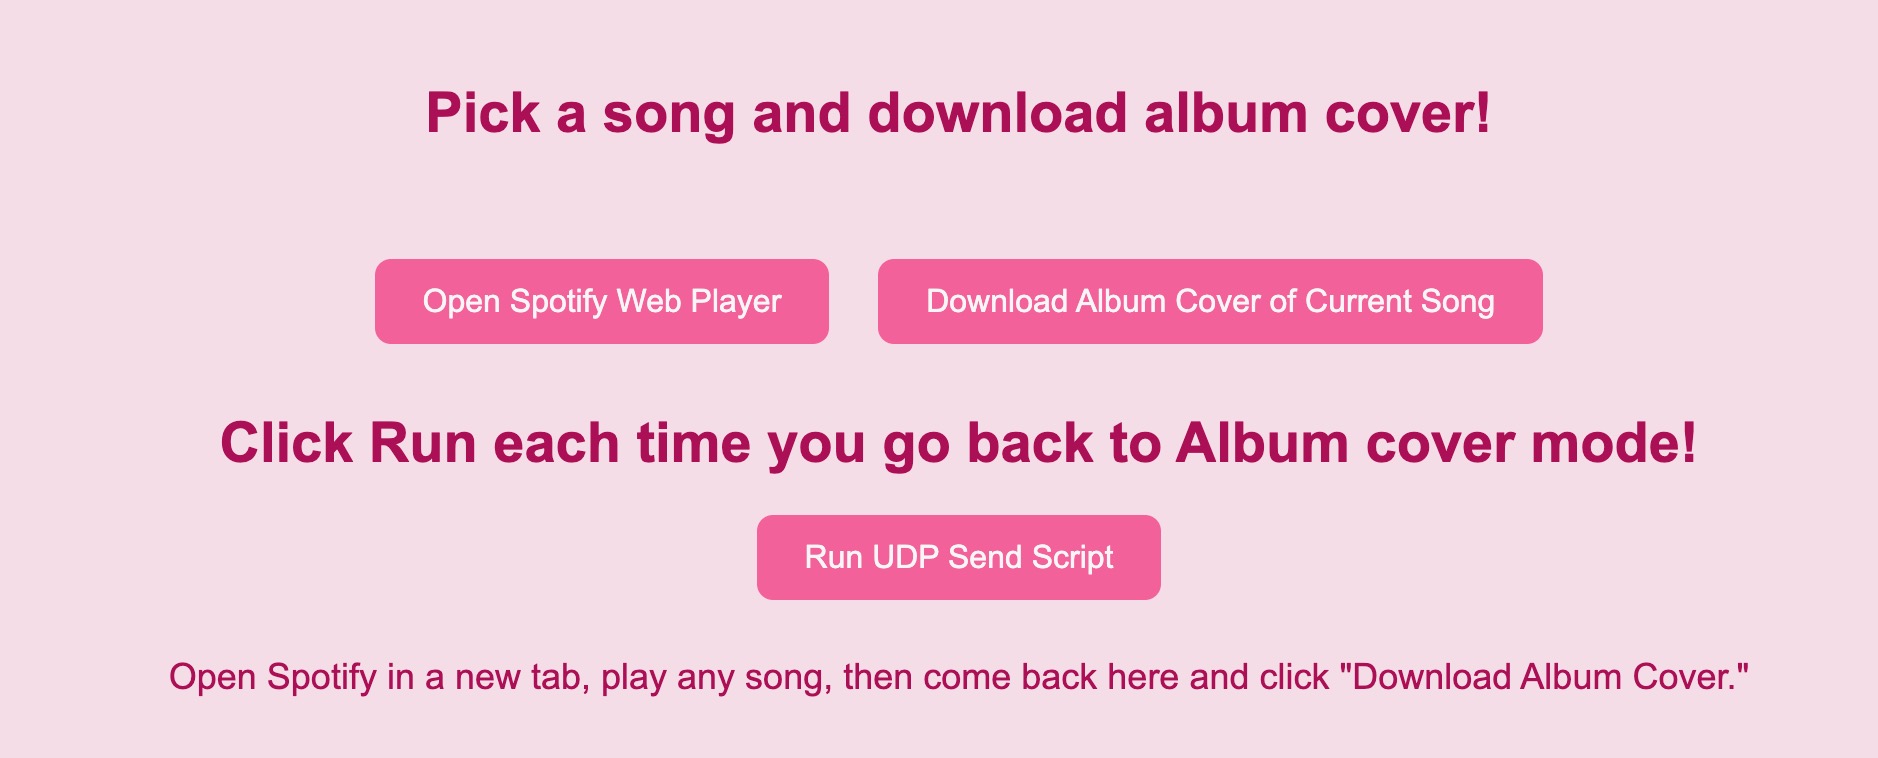 Pick a song and download album cover!
Open Spotify Web Player
Download Album Cover of Current Song
Click Run each time you go back to Album cover mode!
Run UDP Send Script
Open Spotify in a new tab, play any song, then come back here and click "Download Album Cover."